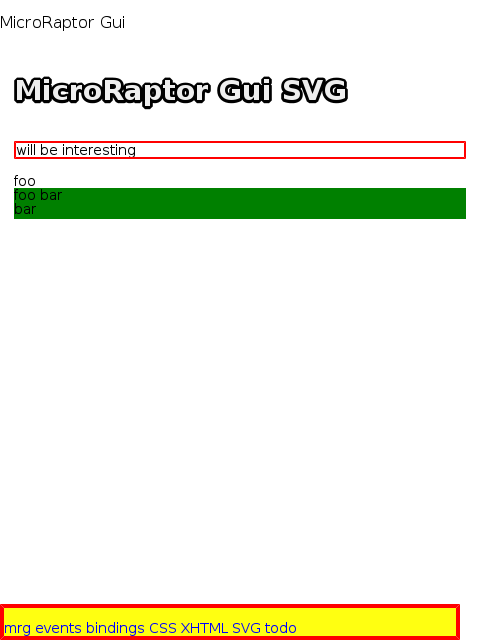 MicroRaptor Gui
MicroRaptor Gui SVG
will be interesting
foo
foo bar
bar
mrg events bindings CSS XHTML SVG todo